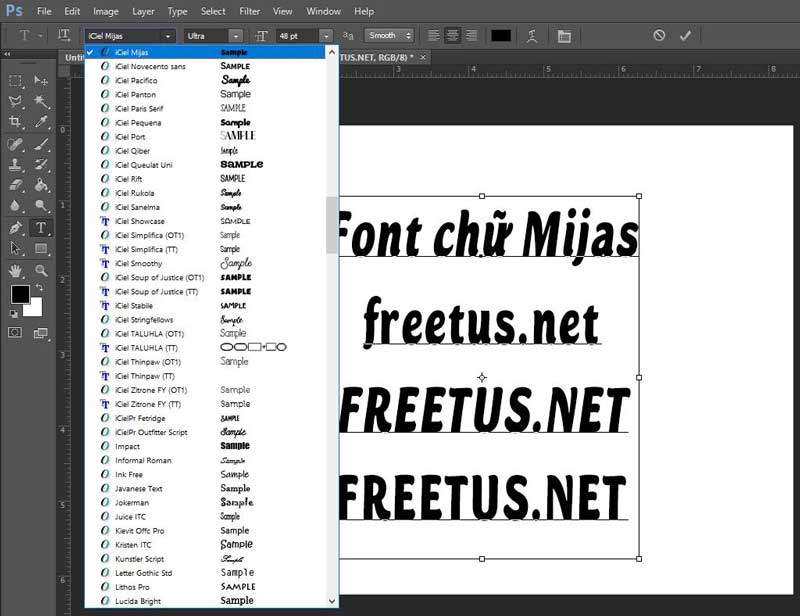 Ps File Edit Image Layer Type Select Filter View Window Help
T iCiel Mijas Ultra 48 pt Smooth
TUS.NET, RGB/8) * ×
3 4 5 6 7 8
iCiel Mijas Sample
iCiel Novecento sans SAMPLE
iCiel Pacifico Sample
iCiel Panton Sample
iCiel Paris Serif SAMPLE
iCiel Pequena Sample
iCiel Port SAMPLE
iCiel Qiber Sample
iCiel Queulat Uni SAMPLE
iCiel Rift SAMPLE
iCiel Rukola Sample
iCiel Sanelma Sample
iCiel Showcase SAMPLE
iCiel Simplifica (OT1) Sample
iCiel Simplifica (TT) Sample
iCiel Smoothy Sample
iCiel Soup of Justice (OT1) SAMPLE
iCiel Soup of Justice (TT) SAMPLE
iCiel Stabile SAMPLE
iCiel Stringfellows Sample
iCiel TALUHLA (OT1) Sample
iCiel TALUHLA (TT)
iCiel Thinpaw (OT1) Sample
iCiel Thinpaw (TT)
iCiel Zitrone FY (OT1) Sample
iCiel Zitrone FY (TT) Sample
iCielPr Fetridge SAMPLE
iCielPr Outfitter Script Sample
Impact Sample
Informal Roman Sample
Ink Free Sample
Javanese Text Sample
Jokerman Sample
Juice ITC Sample
Kievit Offc Pro Sample
Kristen ITC Sample
Kunstler Script Sample
Letter Gothic Std Sample
Lithos Pro SAMPLE
Lucida Bright Sample
Font chữ Mijas
freetus.net
FREETUS.NET
FREETUS.NET